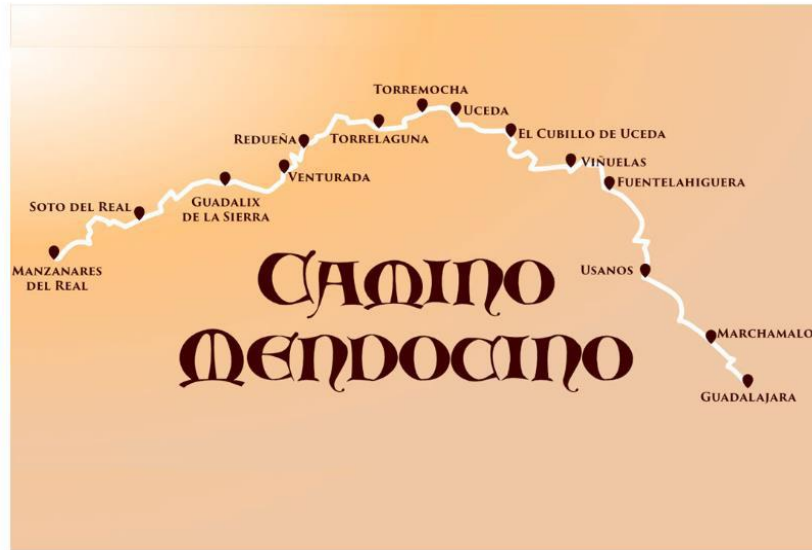 TORREMOCHA
UCEDA
EL CUBILLO DE UCEDA
REDUEÑA
TORRELAGUNA
VIÑUELAS
VENTURADA
FUENTELAHIGUERA
SOTO DEL REAL
GUADALIX
DE LA SIERRA
MANZANARES
DEL REAL
USANOS
CAMINO
MENDOCINO
MARCHAMALO
GUADALAJARA